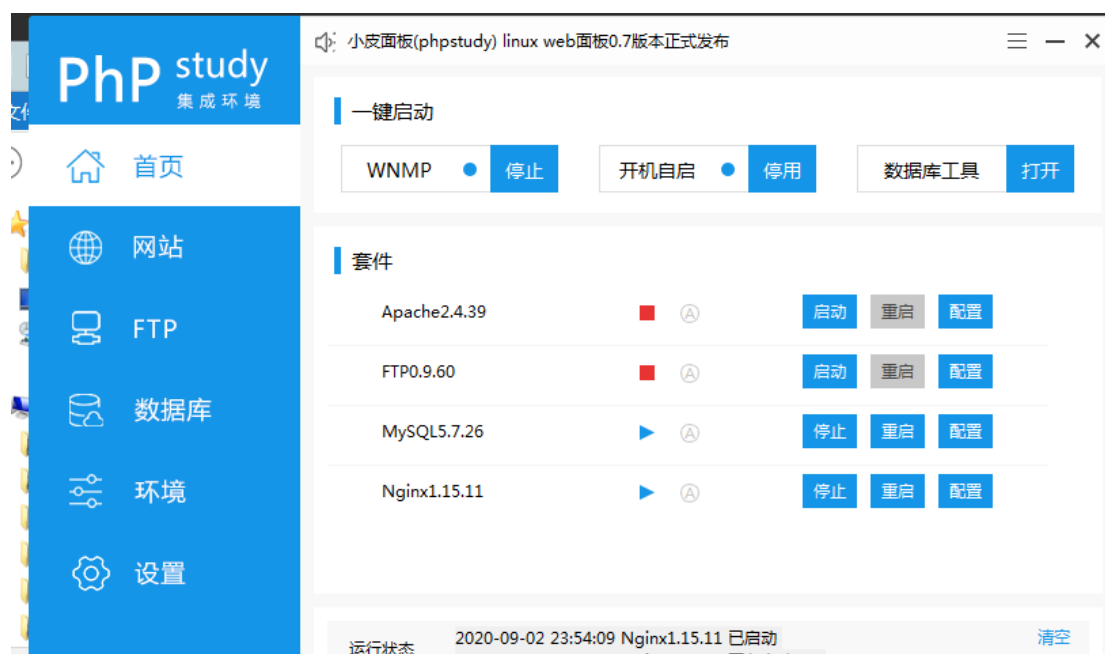 小皮面板(phpstudy) linux web面板0.7版本正式发布
PhP study
集成环境
首页
网站
FTP
数据库
环境
设置
一键启动
WNMP 停止 开机自启 停用 数据库工具 打开
套件
Apache2.4.39 A 启动 重启 配置
FTP0.9.60 A 启动 重启 配置
MySQL5.7.26 A 停止 重启 配置
Nginx1.15.11 A 停止 重启 配置
运行状态 2020-09-02 23:54:09 Nginx1.15.11 已启动 清空